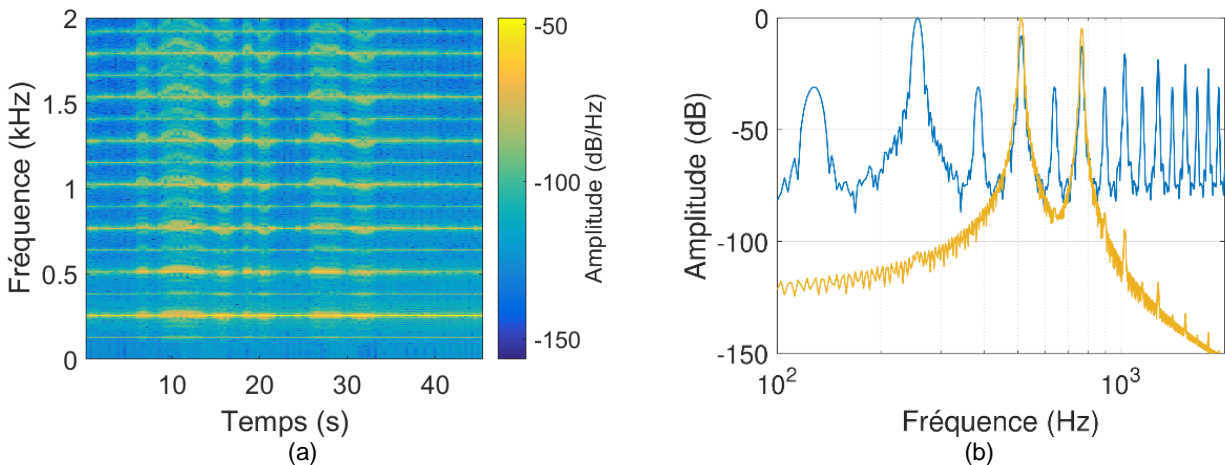 2
1.5
1
0.5
0
Fréquence (kHz)
10
20
30
40
Temps (s)
-50
-100
-150
Amplitude (dB/Hz)
(a)
0
-50
-100
-150
Amplitude (dB)
10^2
10^3
Fréquence (Hz)
(b)